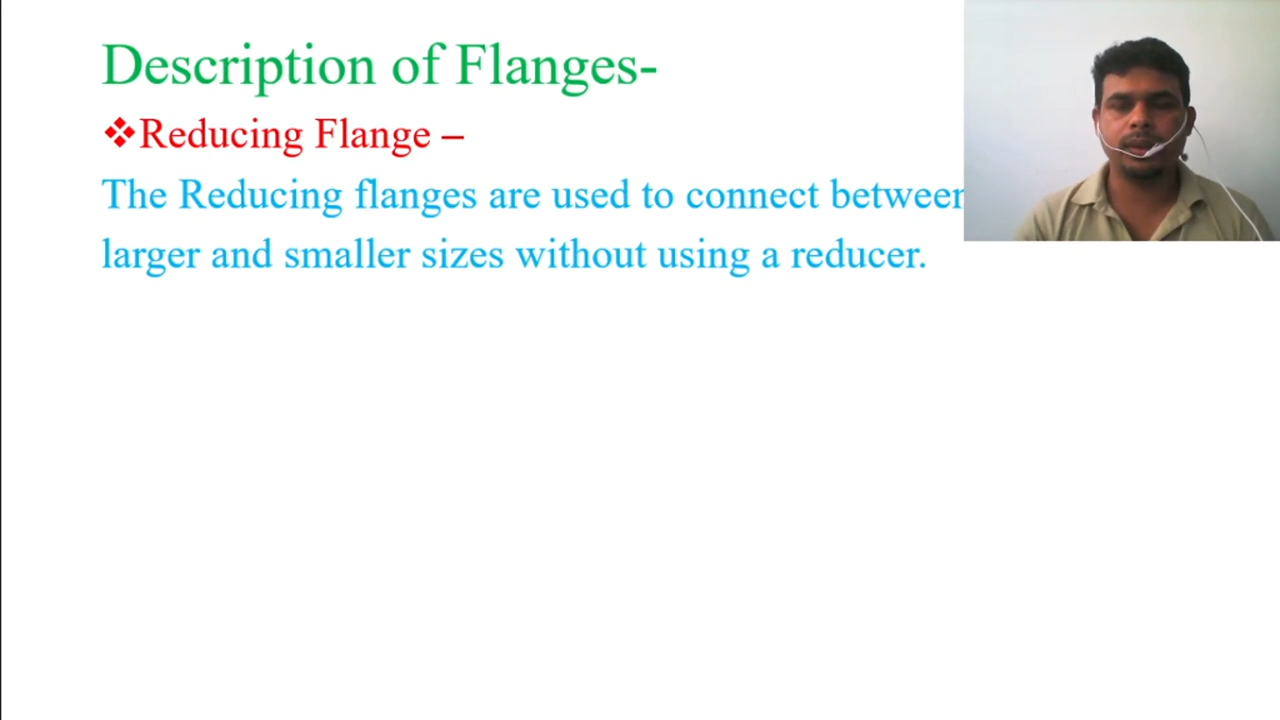 Description of Flanges-
❖Reducing Flange –
The Reducing flanges are used to connect between
larger and smaller sizes without using a reducer.